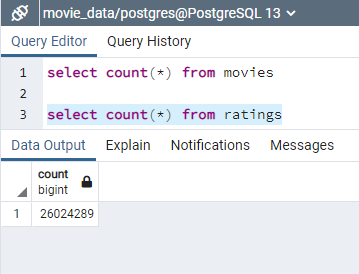 movie_data/postgres@PostgreSQL 13
Query Editor Query History
1 select count(*) from movies
2
3 select count(*) from ratings
Data Output Explain Notifications Messages
count
bigint
1 26024289